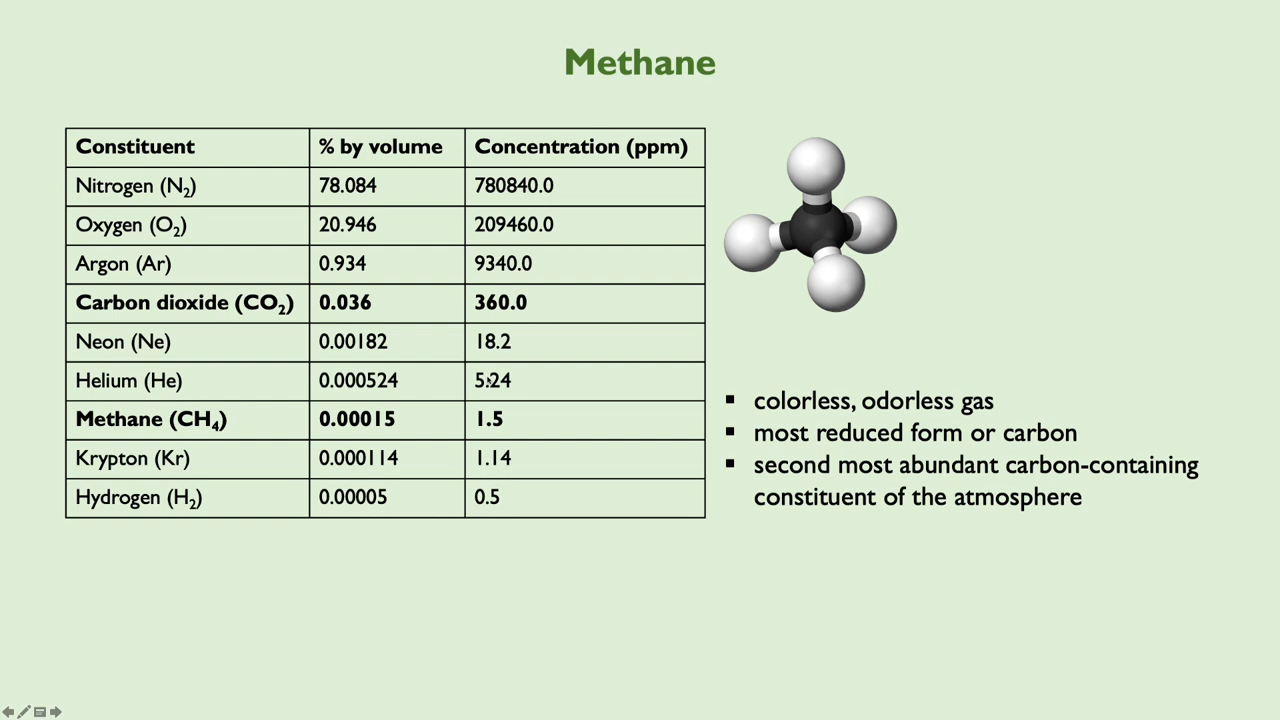 Methane
Constituent % by volume Concentration (ppm)
Nitrogen (N₂) 78.084 780840.0
Oxygen (O₂) 20.946 209460.0
Argon (Ar) 0.934 9340.0
Carbon dioxide (CO₂) 0.036 360.0
Neon (Ne) 0.00182 18.2
Helium (He) 0.000524 5.24
Methane (CH₄) 0.00015 1.5
Krypton (Kr) 0.000114 1.14
Hydrogen (H₂) 0.00005 0.5
▪ colorless, odorless gas
▪ most reduced form or carbon
▪ second most abundant carbon-containing
constituent of the atmosphere